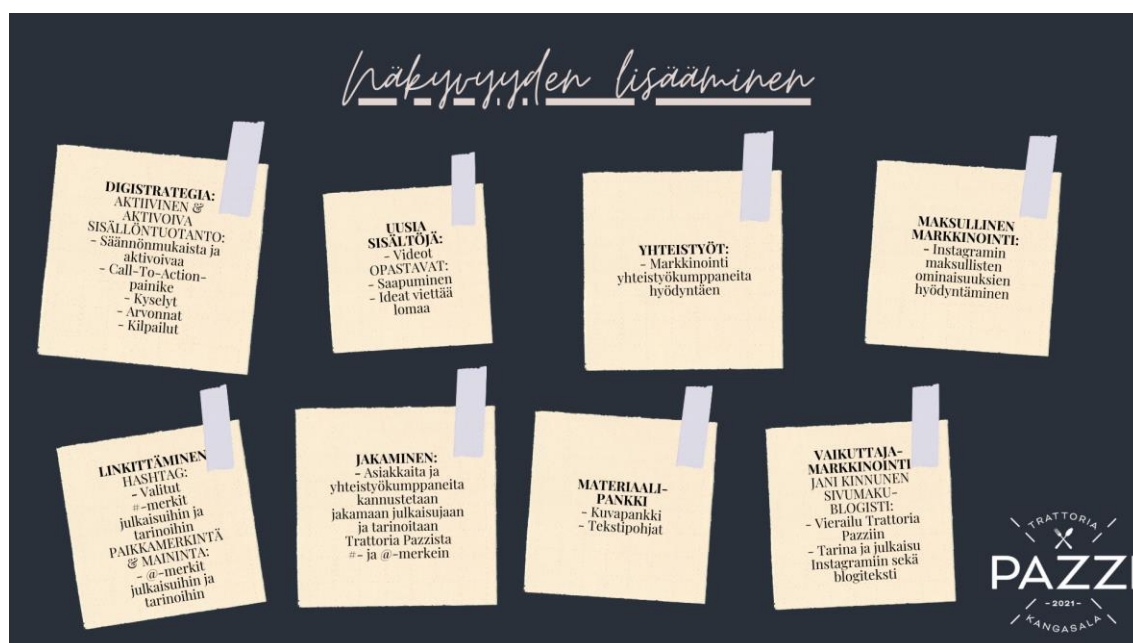 Näkyvyyden lisääminen
DIGISTRATEGIA:
AKTIIVINEN &
AKTIVOIVA
SISÄLLÖNTUOTANTO:
- Säännönmukaista ja
aktivoivaa
- Call-To-Action-
painike
- Kyselyt
- Arvonnat
- Kilpailut
UUSIA
SISÄLTÖJÄ:
- Videot
OPASTAVAT:
- Saapuminen
- Ideat viettää
lomaa
YHTEISTYÖT:
- Markkinointi
yhteistyökumppaneita
hyödyntäen
MAKSULLINEN
MARKKINOINTI:
- Instagramin
maksullisten
ominaisuuksien
hyödyntäminen
LINKITTÄMINEN
HASHTAG:
- Valitut
#-merkit
julkaisuihin ja
tarinoihin
PAIKKAMERKINTÄ
& MAININTA:
- @-merkit
julkaisuihin ja
tarinoihin
JAKAMINEN:
- Asiakkaita ja
yhteistyökumppaneita
kannustetaan
jakamaan julkaisujaan
ja tarinoitaan
Trattoria Pazzista
#- ja @-merkein
MATERIAALI-
PANKKI
- Kuvapankki
- Tekstipohjat
VAIKUTTAJA-
MARKKINOINTI
JANI KINNUNEN
SIVUMAKU-
BLOGISTI:
- Vierailu Trattoria
Pazziin
- Tarina ja julkaisu
Instagramiin sekä
blogiteksti
TRATTORIA
PAZZI
-2021-
KANGASALA